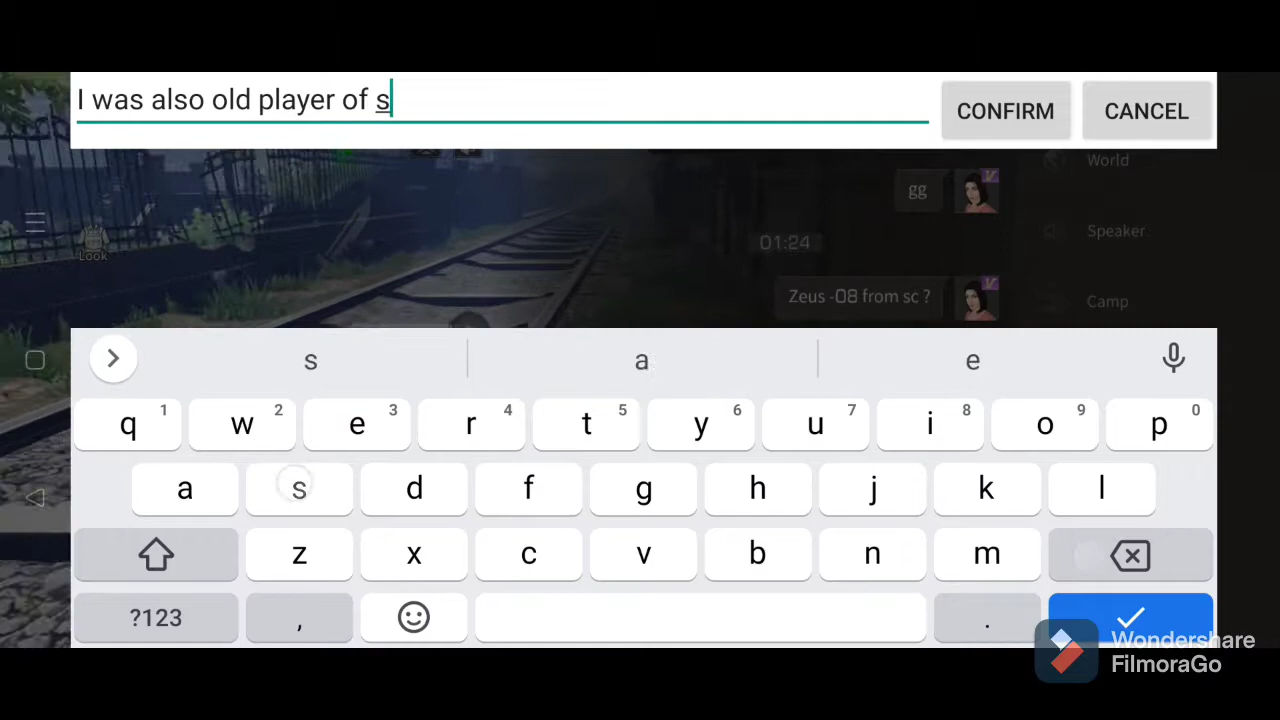 I was also old player of s
CONFIRM
CANCEL
World
gg
Speaker
Look
01:24
Zeus -08 from sc ?
Camp
s a e
q 1 w 2 e 3 r 4 t 5 y 6 u 7 i 8 o 9 p 0
a s d f g h j k l
z x c v b n m
?123 , .
Wondershare
FilmoraGo